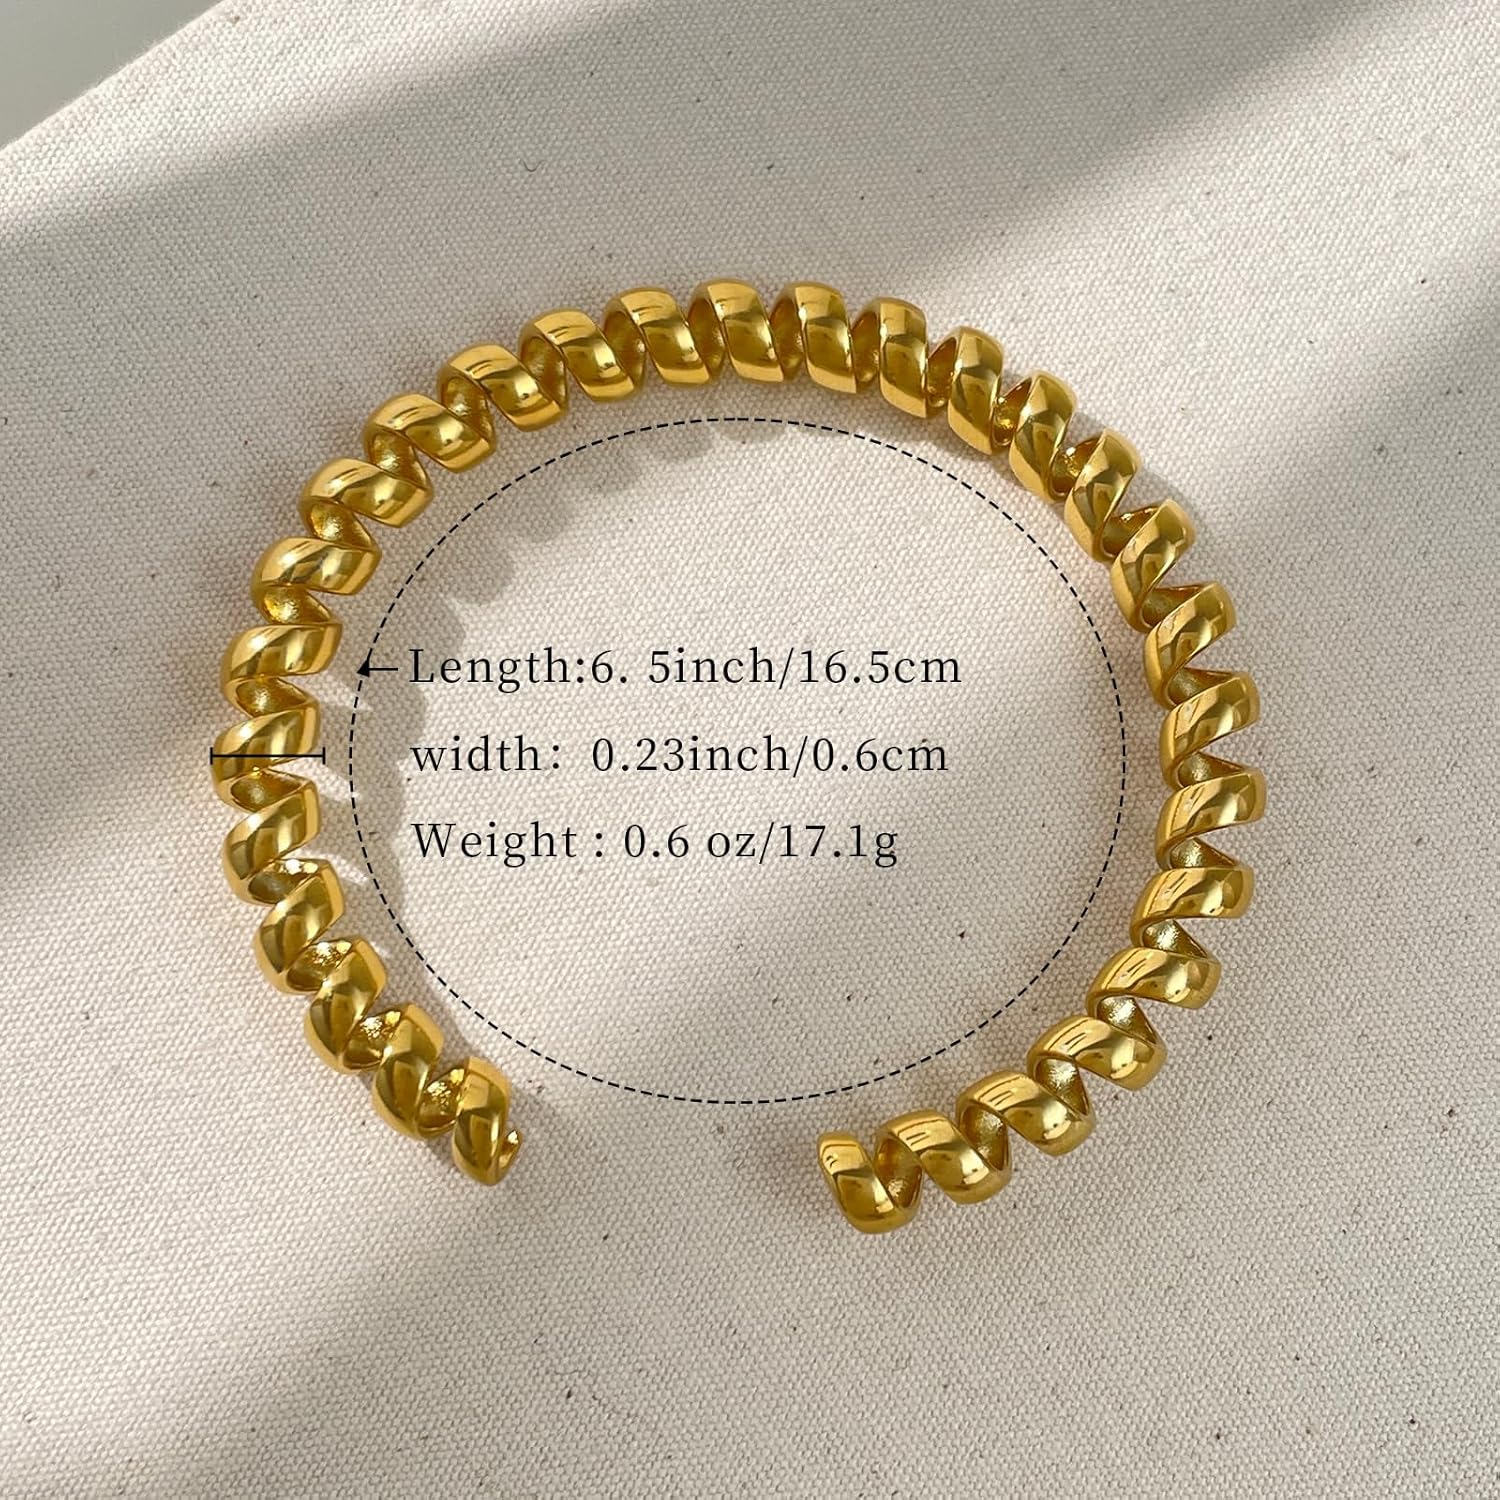 Length:6. 5inch/16.5cm
width: 0.23inch/0.6cm
Weight : 0.6 oz/17.1g